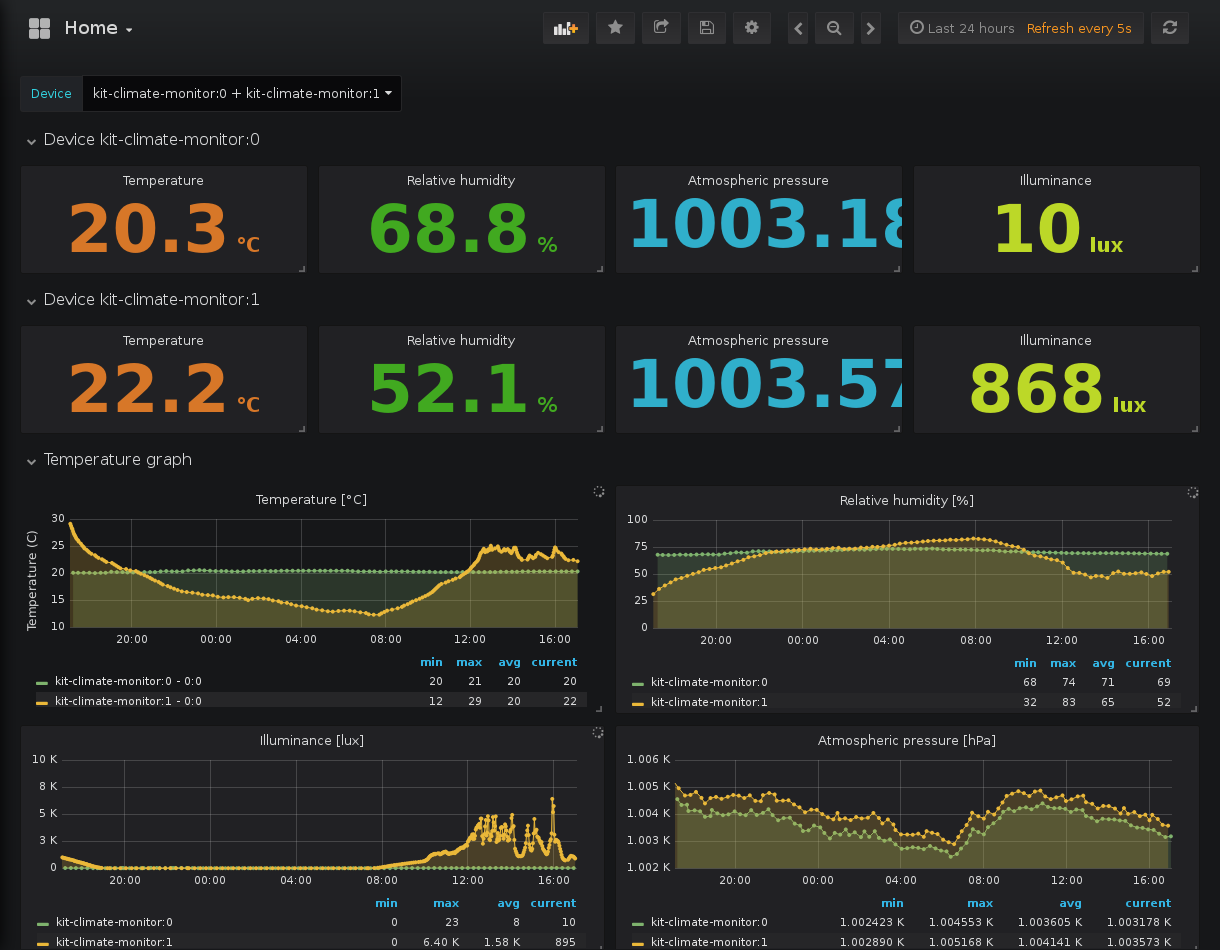 Home
Last 24 hours Refresh every 5s
Device kit-climate-monitor:0 + kit-climate-monitor:1
Device kit-climate-monitor:0
Temperature Relative humidity Atmospheric pressure Illuminance
20.3 °C 68.8 % 1003.18 10 lux
Device kit-climate-monitor:1
Temperature Relative humidity Atmospheric pressure Illuminance
22.2 °C 52.1 % 1003.57 868 lux
Temperature graph
Temperature [°C]
Temperature (C)
30
25
20
15
10
20:00 00:00 04:00 08:00 12:00 16:00
min max avg current
kit-climate-monitor:0 - 0:0 20 21 20 20
kit-climate-monitor:1 - 0:0 12 29 20 22
Relative humidity [%]
100
75
50
25
0
20:00 00:00 04:00 08:00 12:00 16:00
min max avg current
kit-climate-monitor:0 68 74 71 69
kit-climate-monitor:1 32 83 65 52
Illuminance [lux]
10 K
8 K
5 K
3 K
0
20:00 00:00 04:00 08:00 12:00 16:00
min max avg current
kit-climate-monitor:0 0 23 8 10
kit-climate-monitor:1 0 6.40 K 1.58 K 895
Atmospheric pressure [hPa]
1.006 K
1.005 K
1.004 K
1.003 K
1.002 K
20:00 00:00 04:00 08:00 12:00 16:00
min max avg current
kit-climate-monitor:0 1.002423 K 1.004553 K 1.003605 K 1.003178 K
kit-climate-monitor:1 1.002890 K 1.005168 K 1.004141 K 1.003573 K